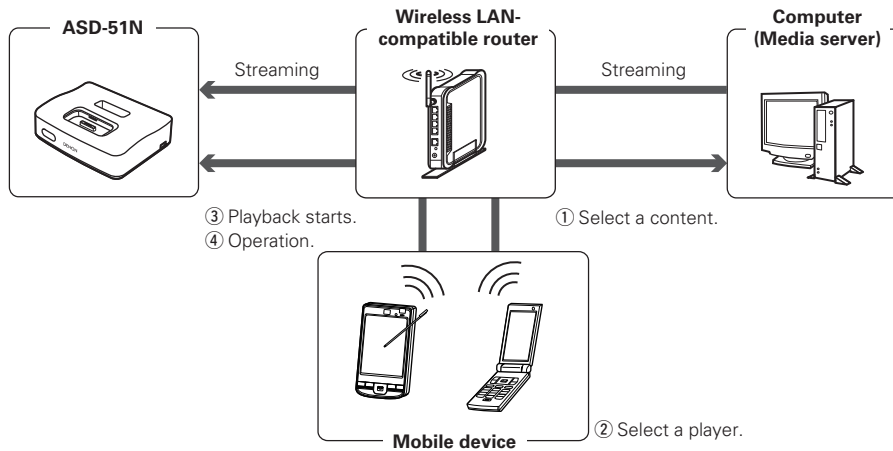 ASD-51N
Wireless LAN-
compatible router
Computer
(Media server)
Streaming
Streaming
DENON
③ Playback starts.
④ Operation.
① Select a content.
② Select a player.
Mobile device